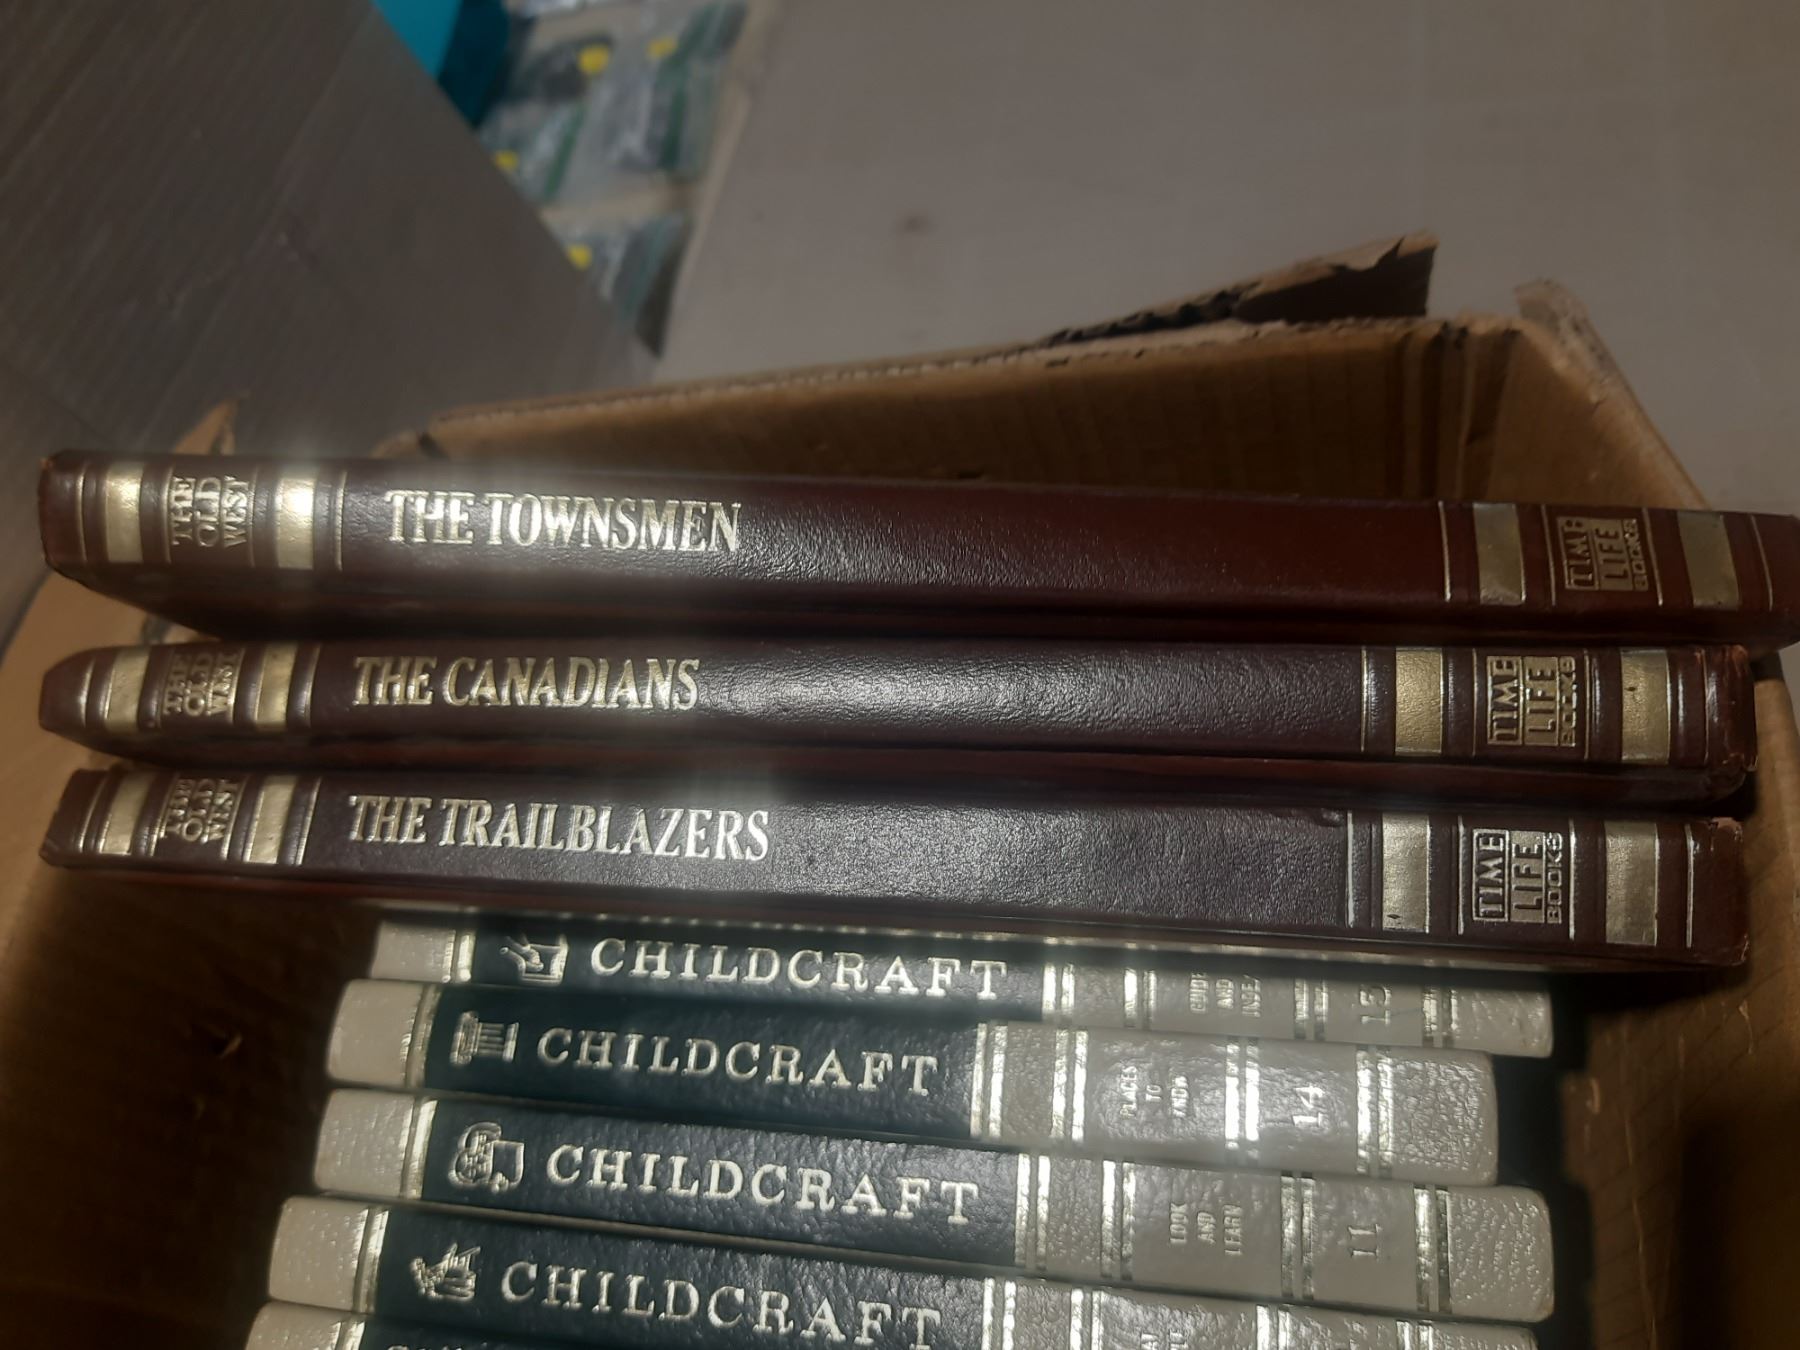 THE
OLD
WEST
THE TOWNSMEN
TIME
LIFE
BOOKS
THE
OLD
WEST
THE CANADIANS
TIME
LIFE
BOOKS
THE
OLD
WEST
THE TRAILBLAZERS
TIME
LIFE
BOOKS
CHILDCRAFT
GUIDE
AND
INDEX
15
CHILDCRAFT
PLACES
TO
KNOW
14
CHILDCRAFT
LOOK
AND
LEARN
11
CHILDCRAFT